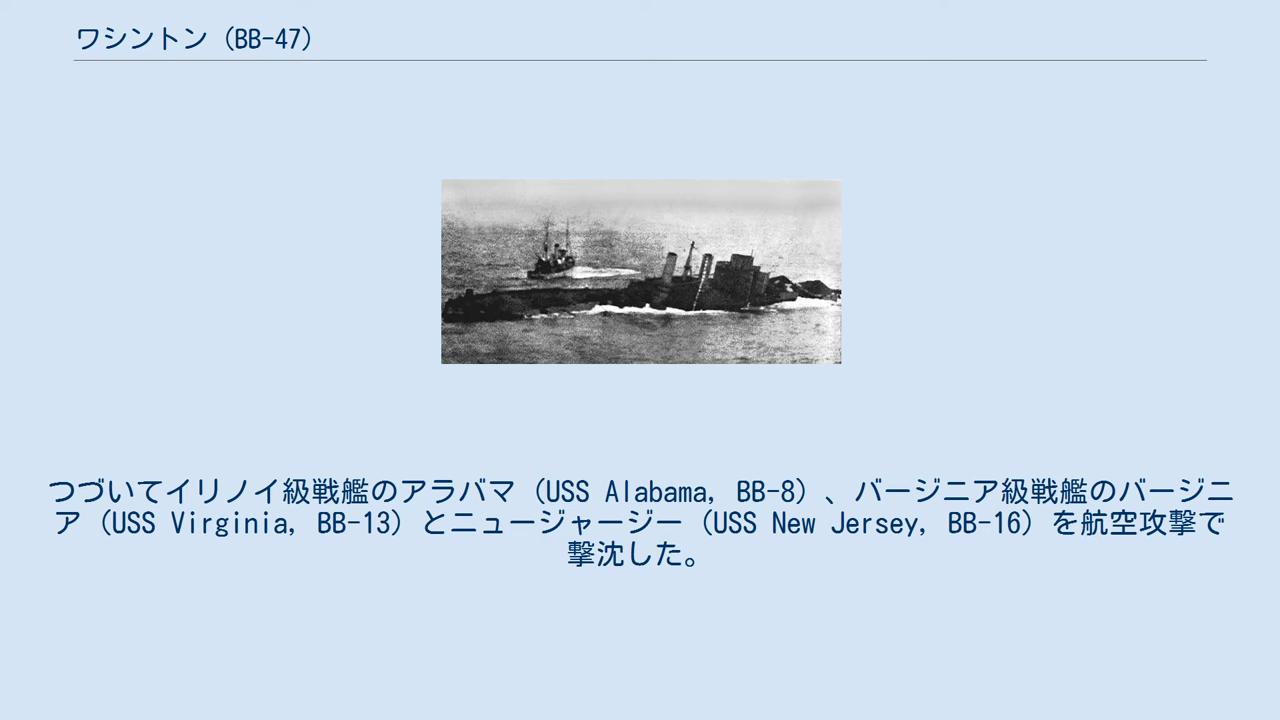 ワシントン（BB-47）
つづいてイリノイ級戦艦のアラバマ（USS Alabama, BB-8）、バージニア級戦艦のバージニ
ア（USS Virginia, BB-13）とニュージャージー（USS New Jersey, BB-16）を航空攻撃で
撃沈した。